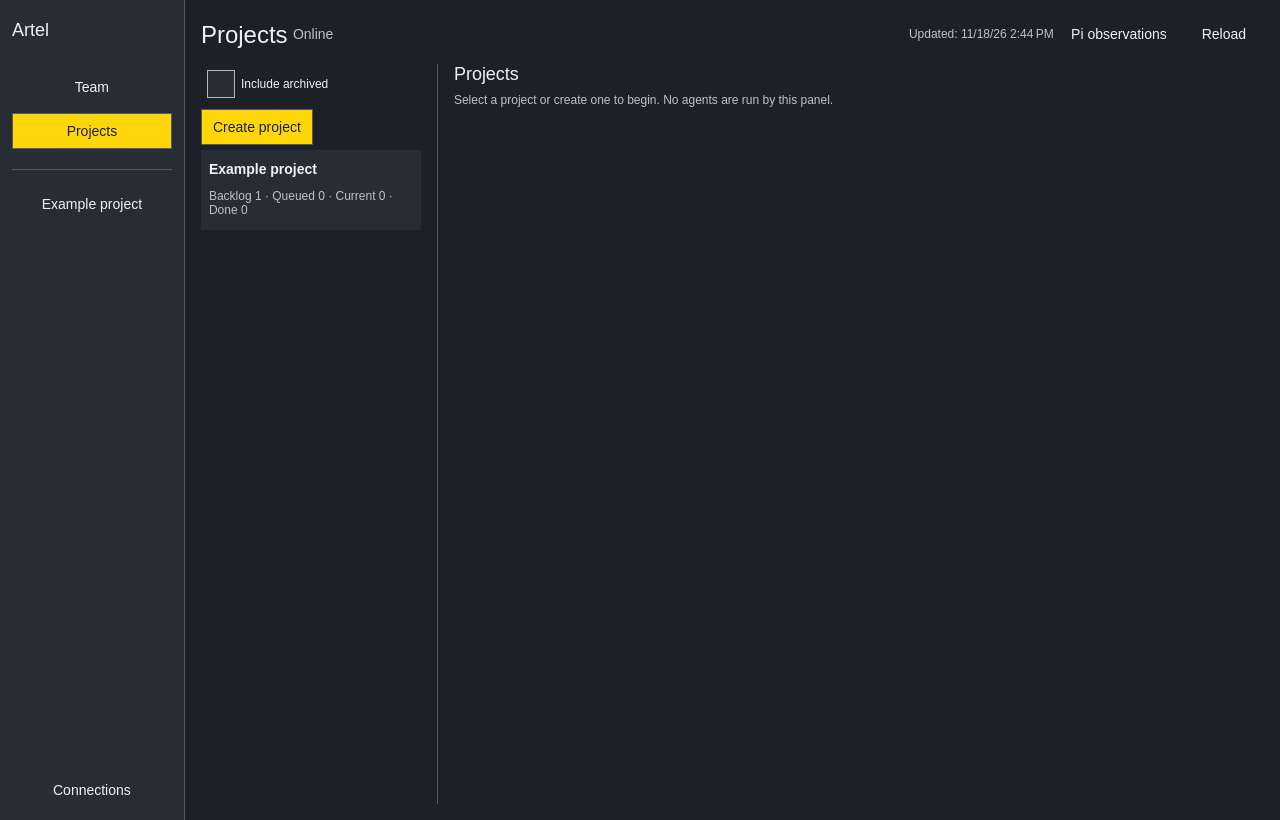 Artel
Team
Projects
Example project
Connections
Projects Online
Updated: 11/18/26 2:44 PM
Pi observations
Reload
Include archived
Create project
Example project
Backlog 1 · Queued 0 · Current 0 ·
Done 0
Projects
Select a project or create one to begin. No agents are run by this panel.